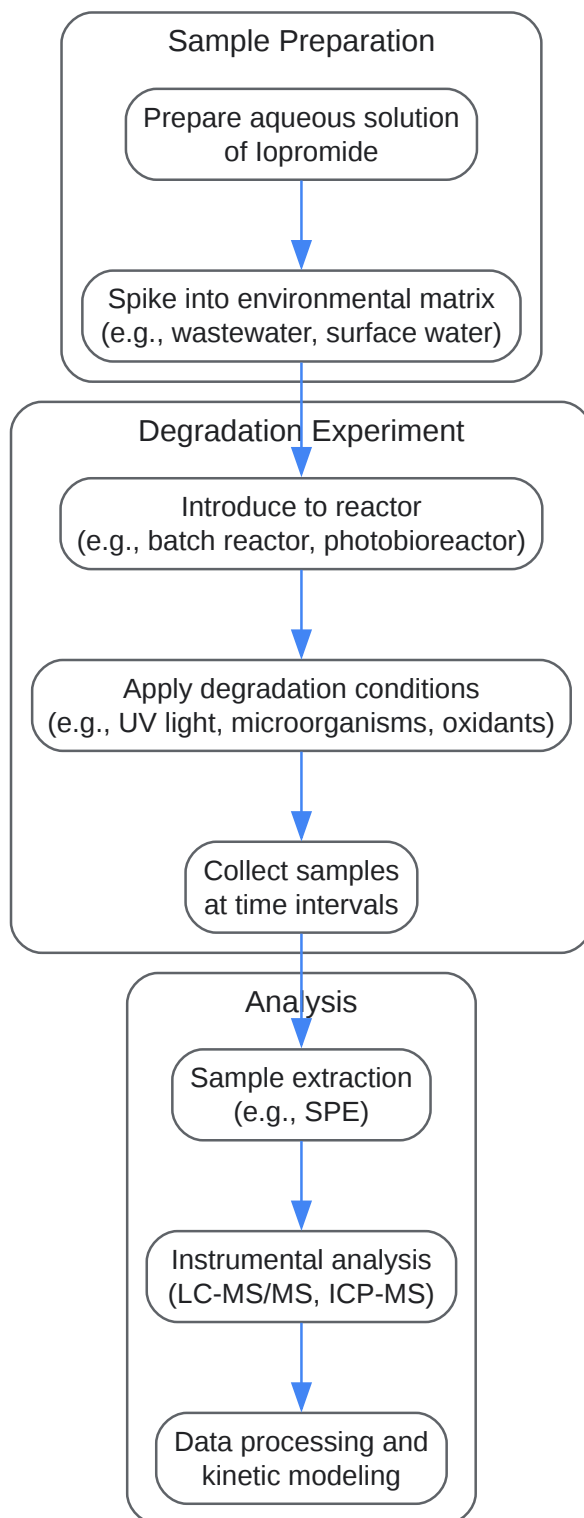 Sample Preparation
Prepare aqueous solution
of Iopromide
Spike into environmental matrix
(e.g., wastewater, surface water)
Degradation Experiment
Introduce to reactor
(e.g., batch reactor, photobioreactor)
Apply degradation conditions
(e.g., UV light, microorganisms, oxidants)
Collect samples
at time intervals
Analysis
Sample extraction
(e.g., SPE)
Instrumental analysis
(LC-MS/MS, ICP-MS)
Data processing and
kinetic modeling